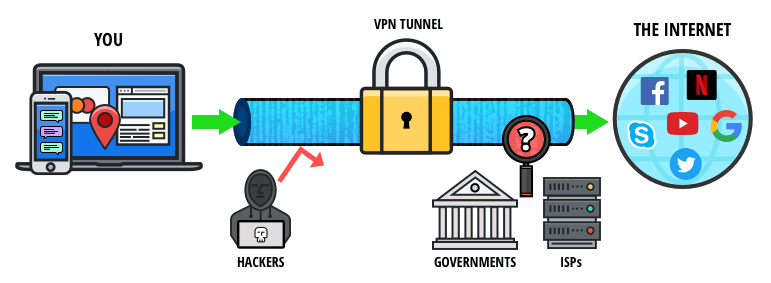 YOU
VPN TUNNEL
THE INTERNET
f
N
S
G
?
HACKERS
GOVERNMENTS
ISPs